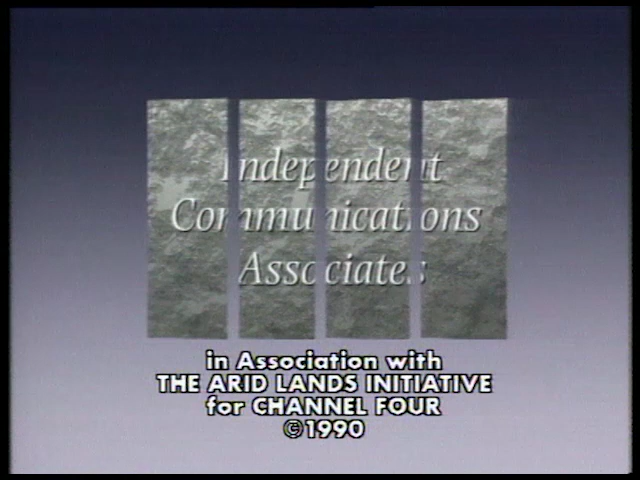 Independent
Communications
Associates
in Association with
THE ARID LANDS INITIATIVE
for CHANNEL FOUR
©1990